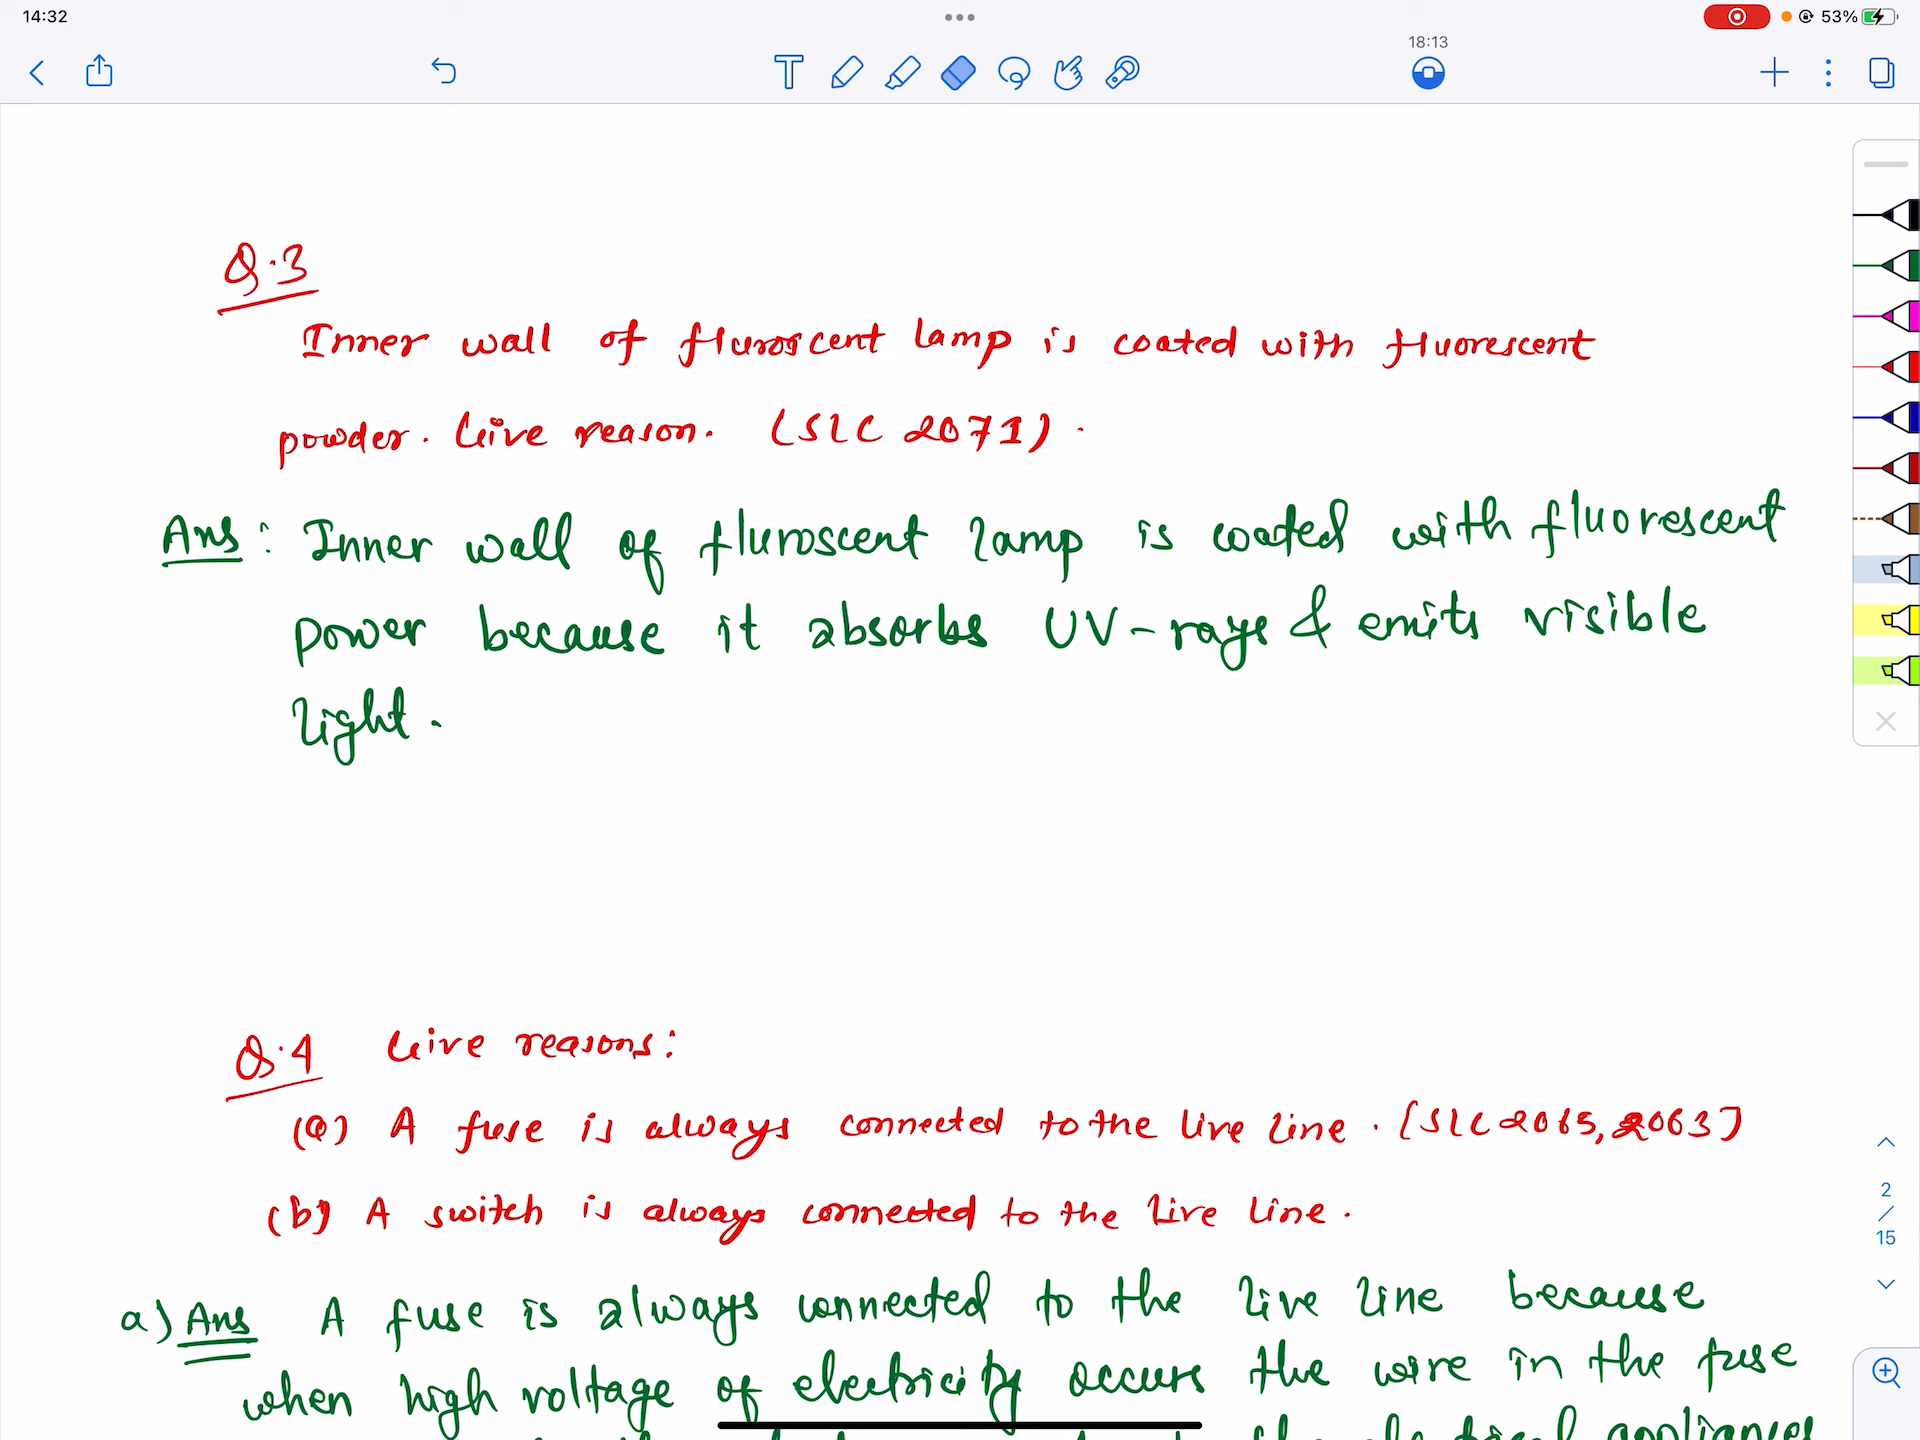 14:32
53%
18:13
Q.3
Inner wall of fluroscent lamp is coated with fluorescent
powder. Give reason. (SLC 2071).
Ans: Inner wall of fluroscent lamp is coated with fluorescent
power because it absorbs UV-rays & emits visible
light.
Q.4 Give reasons:
(a) A fuse is always connected to the live line. [SLC 2065, 2063]
(b) A switch is always connected to the live line.
2
/
15
a) Ans A fuse is always connected to the live line because
when high voltage of electricity occurs the wire in the fuse
appliances